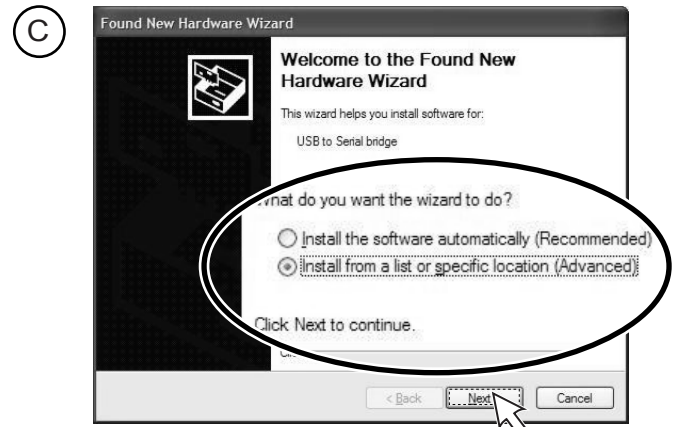 C
Found New Hardware Wizard
Welcome to the Found New
Hardware Wizard
This wizard helps you install software for:
USB to Serial bridge
What do you want the wizard to do?
Install the software automatically (Recommended)
Install from a list or specific location (Advanced)
Click Next to continue.
< Back
Next
Cancel